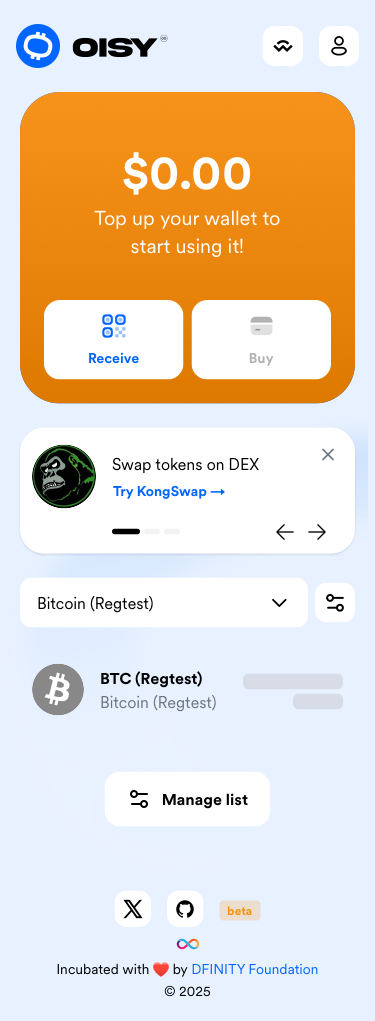 OISY
$0.00
Top up your wallet to
start using it!
Receive
Buy
Swap tokens on DEX
Try KongSwap →
Bitcoin (Regtest)
BTC (Regtest)
Bitcoin (Regtest)
Manage list
beta
Incubated with ❤️ by DFINITY Foundation
© 2025